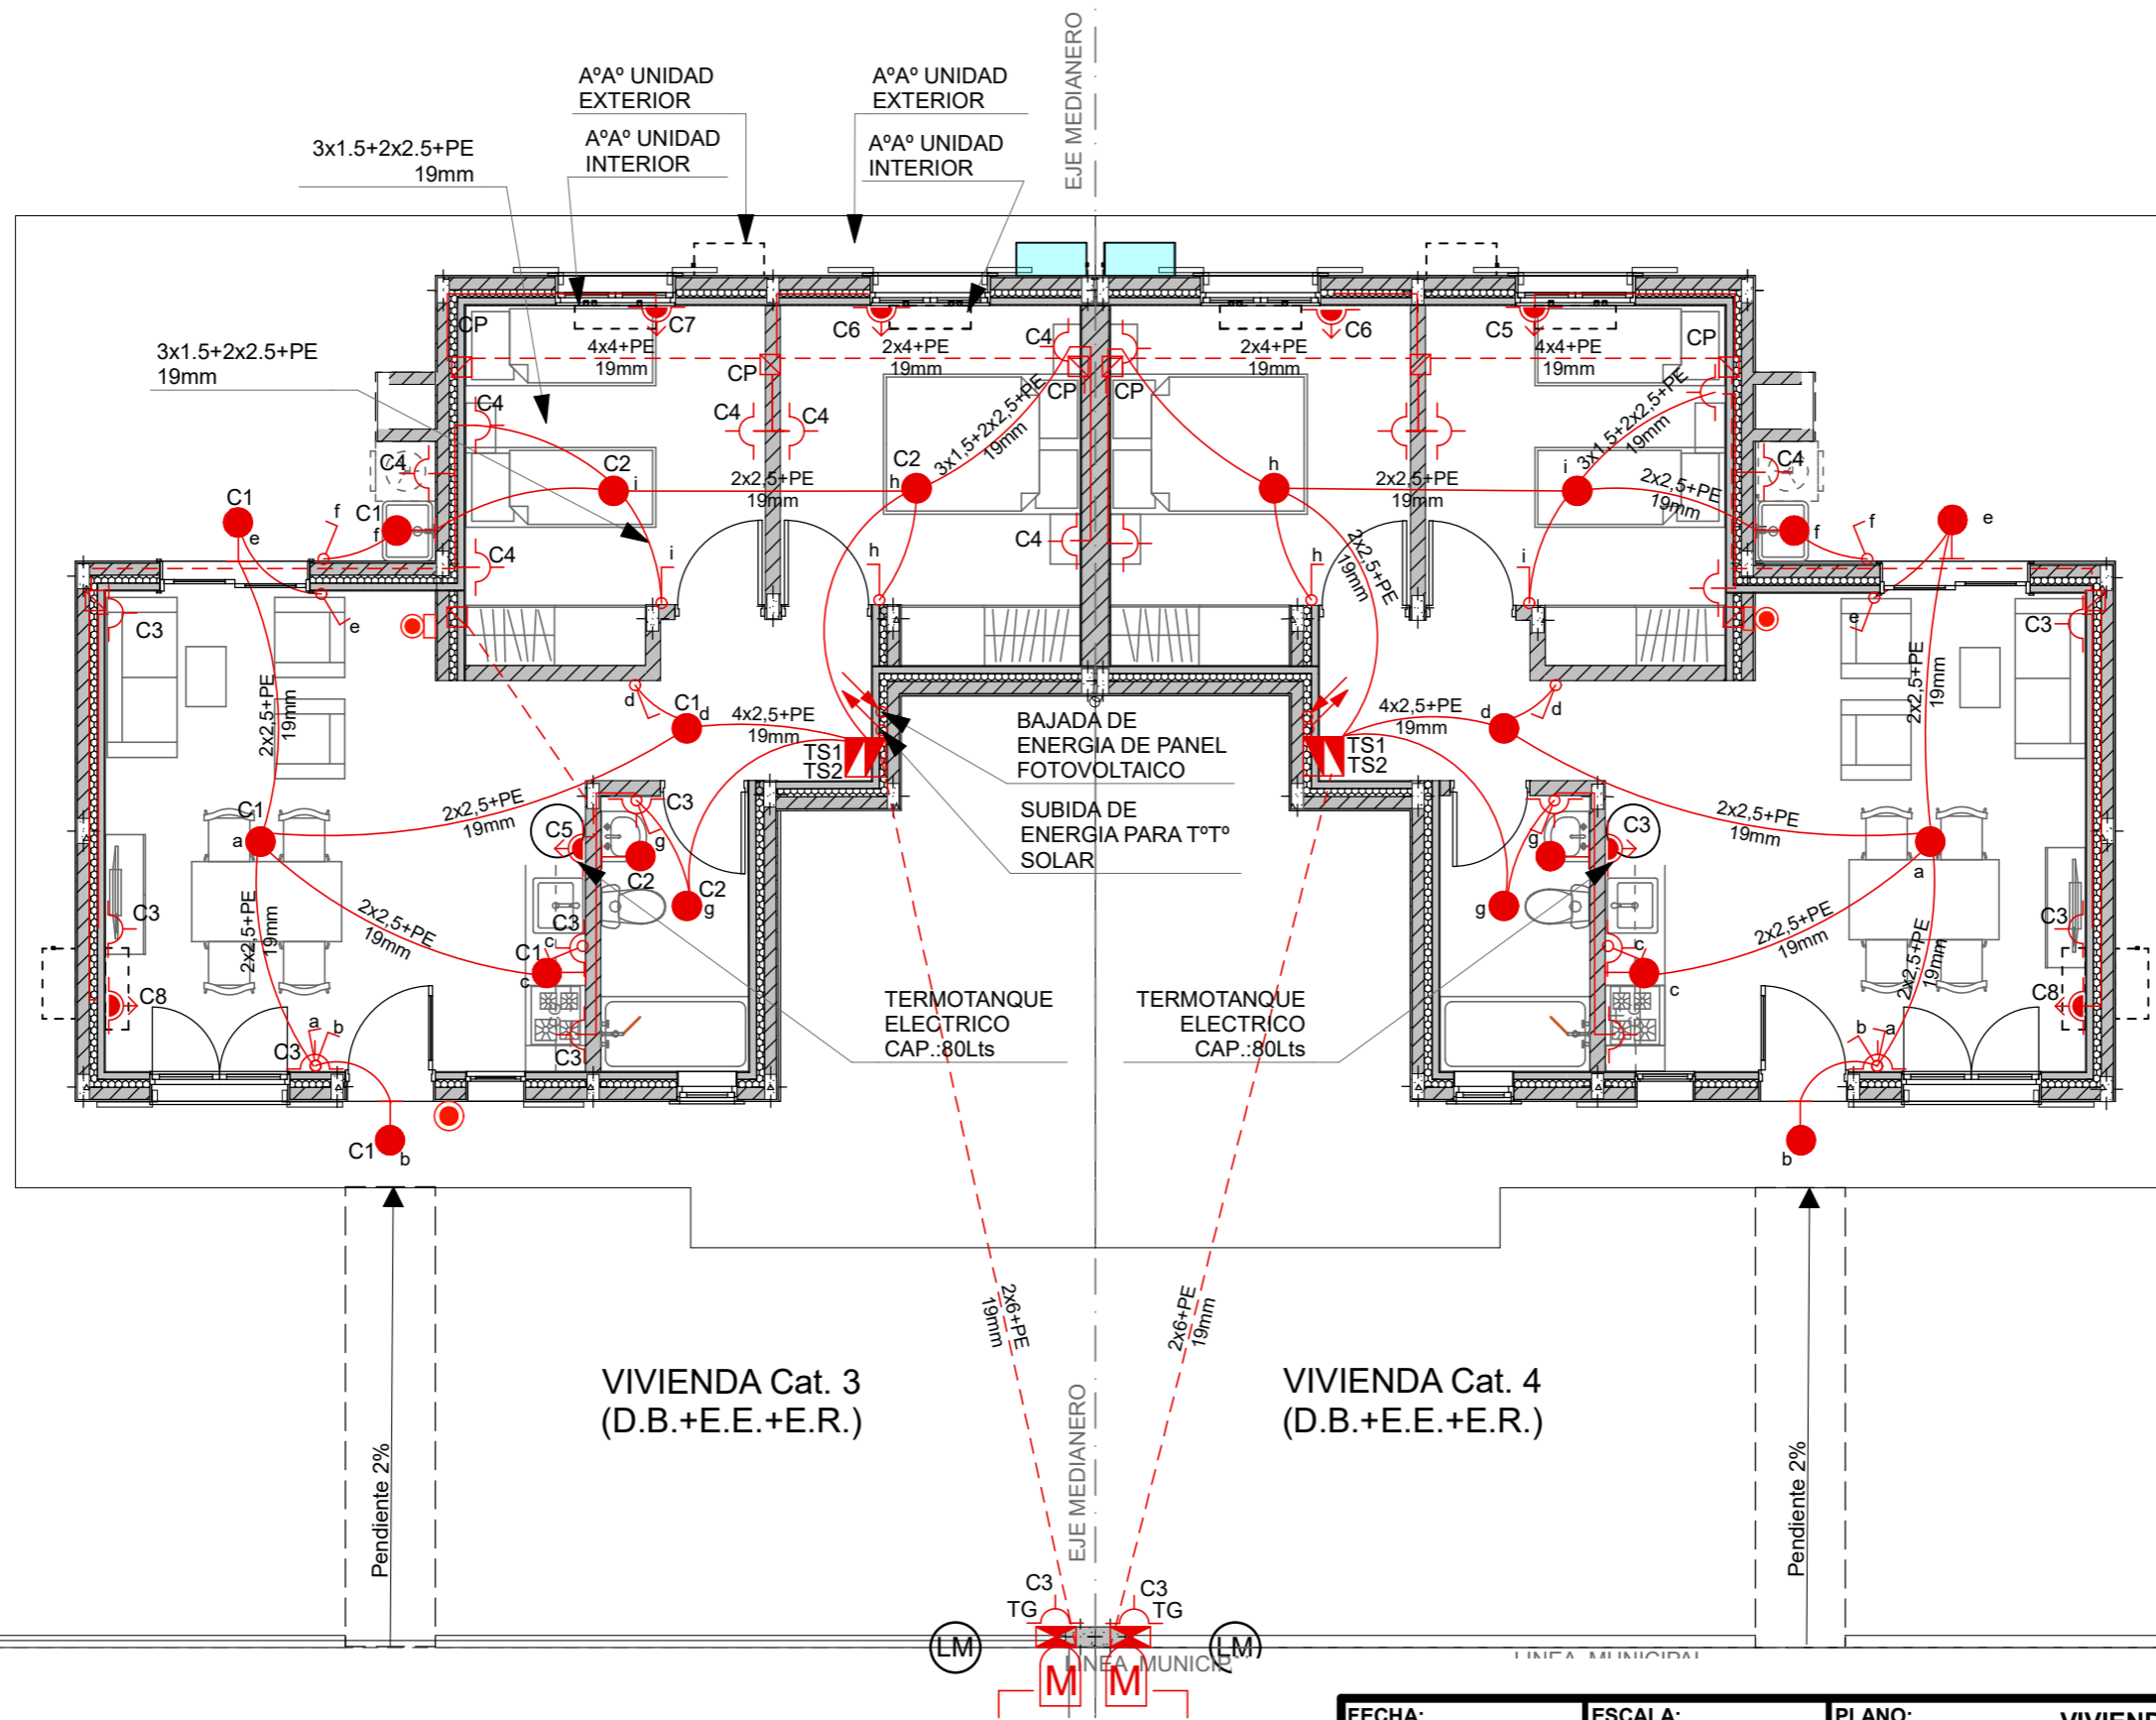 EJE MEDIANERO
AºAº UNIDAD
EXTERIOR
AºAº UNIDAD
EXTERIOR
AºAº UNIDAD
INTERIOR
AºAº UNIDAD
INTERIOR
3x1.5+2x2.5+PE
19mm
3x1.5+2x2.5+PE
19mm
CP
C7
C6
C4
C6
C5
CP
4x4+PE
19mm
CP
2x4+PE
19mm
CP
CP
2x4+PE
19mm
4x4+PE
19mm
C4
C4
C4
3x1,5+2x2,5+PE
19mm
3x1,5+2x2,5+PE
19mm
C4
C2
i
2x2,5+PE
19mm
C2
h
h
2x2,5+PE
19mm
i
2x2,5+PE
19mm
C4
C1
e
f
C1
f
f
f
e
C4
i
h
C4
h
2x2,5+PE
19mm
i
C3
e
e
C3
2x2,5+PE
19mm
d
C1
d
4x2,5+PE
19mm
TS1
TS2
BAJADA DE
ENERGIA DE PANEL
FOTOVOLTAICO
4x2,5+PE
19mm
TS1
TS2
d
d
2x2,5+PE
19mm
SUBIDA DE
ENERGIA PARA TºTº
SOLAR
C1
a
2x2,5+PE
19mm
C5
C3
g
C2
C2
g
g
g
C3
2x2,5+PE
19mm
a
C3
2x2,5+PE
19mm
2x2,5+PE
19mm
C3
c
C1
c
c
c
2x2,5+PE
19mm
2x2,5+PE
19mm
C3
C8
TERMOTANQUE
ELECTRICO
CAP.:80Lts
TERMOTANQUE
ELECTRICO
CAP.:80Lts
C8
C3
a
b
C3
b
a
C1
b
b
2x6+PE
19mm
2x6+PE
19mm
VIVIENDA Cat. 3
(D.B.+E.E.+E.R.)
VIVIENDA Cat. 4
(D.B.+E.E.+E.R.)
Pendiente 2%
EJE MEDIANERO
Pendiente 2%
C3
TG
C3
TG
LM
LM
LINEA MUNICIP
LINEA MUNICIPAL
M
M
FECHA:
ESCALA:
PLANO: